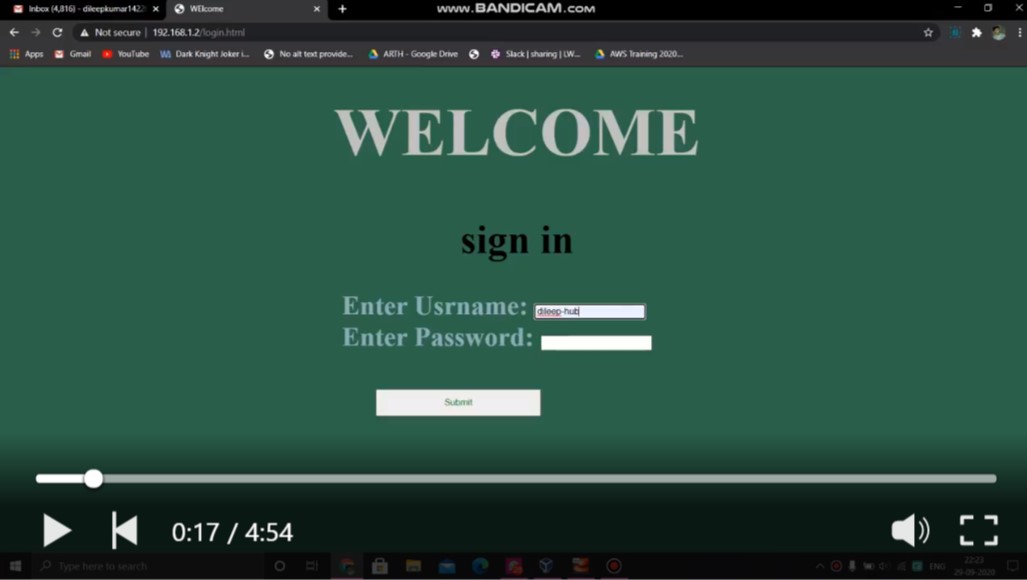 Inbox (4,816) - dileepkumar1422
WElcome
www.BANDICAM.com
Not secure | 192.168.1.2/login.html
Apps Gmail YouTube Dark Knight Joker i... No alt text provide... ARTH - Google Drive Slack | sharing | LW... AWS Training 2020...
WELCOME
sign in
Enter Usrname: dileep-hub
Enter Password:
Submit
0:17 / 4:54
Type here to search
ENG
22:23
29-09-2020